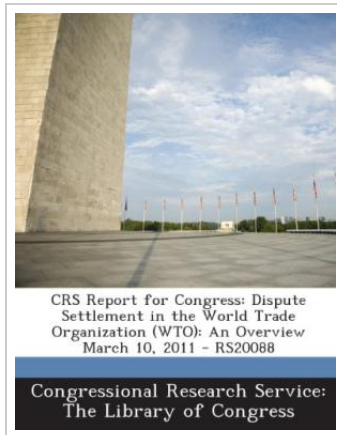 CRS Report for Congress: Dispute
Settlement in the World Trade
Organization (WTO): An Overview
March 10, 2011 - RS20088
Congressional Research Service:
The Library of Congress